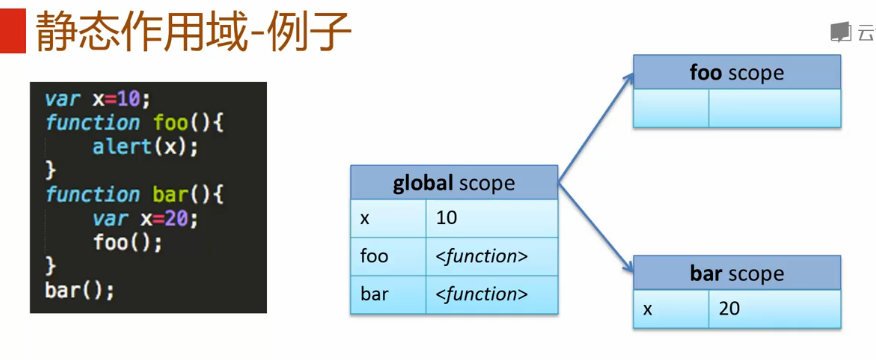 静态作用域-例子
云
var x=10;
function foo(){
alert(x);
}
function bar(){
var x=20;
foo();
}
bar();
global scope
x 10
foo <function>
bar <function>
foo scope
bar scope
x 20